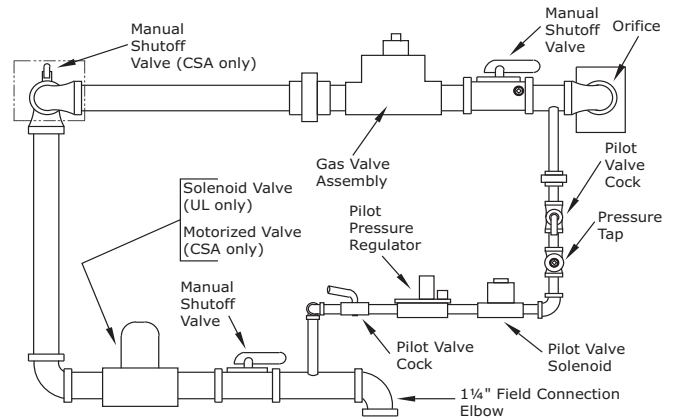 Manual
Shutoff
Valve (CSA only)
Manual
Shutoff
Valve
Orifice
Gas Valve
Assembly
Pilot
Valve
Cock
Solenoid Valve
(UL only)
Motorized Valve
(CSA only)
Pilot
Pressure
Regulator
Pressure
Tap
Manual
Shutoff
Valve
Pilot Valve
Cock
Pilot Valve
Solenoid
1¼" Field Connection
Elbow